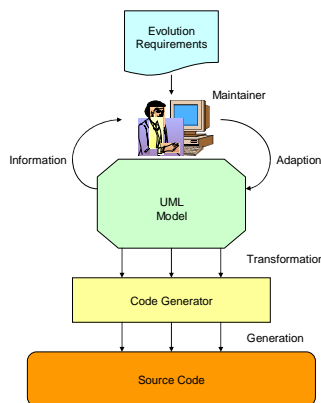 Evolution
Requirements
Maintainer
Information
Adaption
UML
Model
Transformation
Code Generator
Generation
Source Code